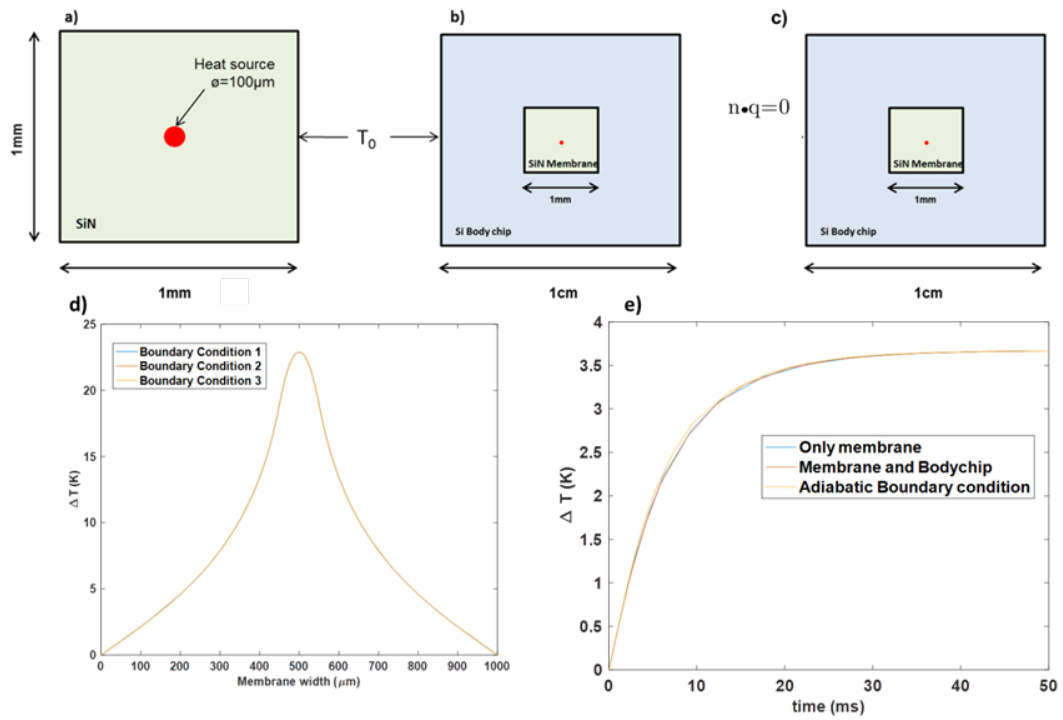 a)
b)
c)
Heat source
ø=100µm
1mm
SiN
1mm
T₀
SiN Membrane
1mm
Si Body chip
1cm
n•q=0
SiN Membrane
1mm
Si Body chip
1cm
d)
25
20
15
10
5
0
Δ T (K)
Boundary Condition 1
Boundary Condition 2
Boundary Condition 3
0 100 200 300 400 500 600 700 800 900 1000
Membrane width (µm)
e)
4
3.5
3
2.5
2
1.5
1
0.5
0
Δ T (K)
Only membrane
Membrane and Bodychip
Adiabatic Boundary condition
0 10 20 30 40 50
time (ms)